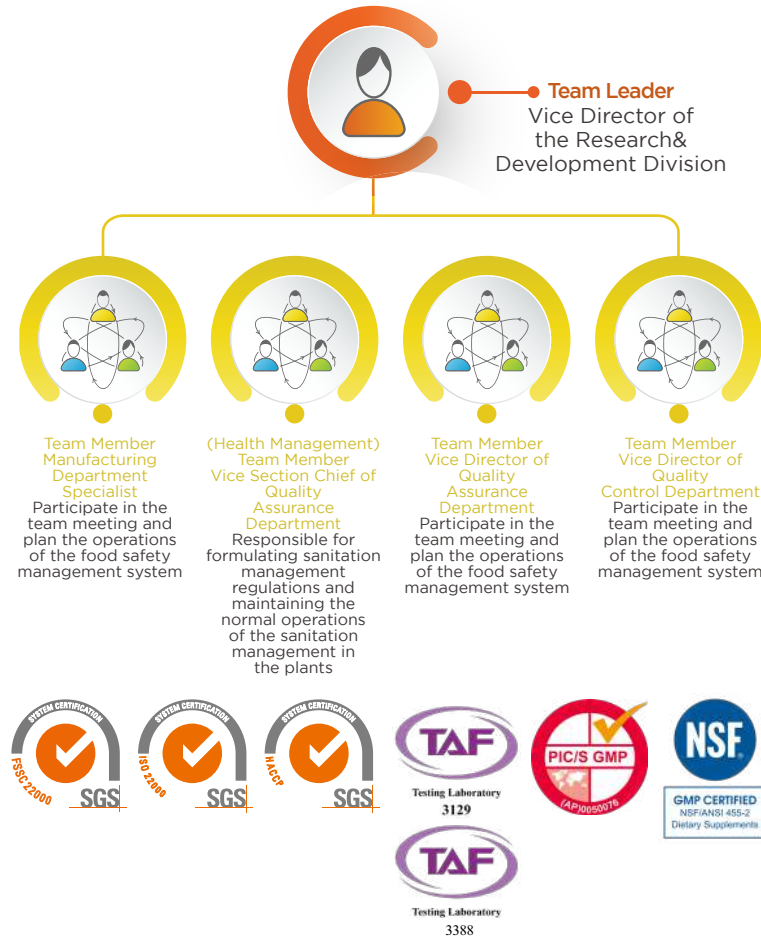 Team Leader
Vice Director of
the Research&
Development Division
Team Member
Manufacturing
Department
Specialist
Participate in the
team meeting and
plan the operations
of the food safety
management system
(Health Management)
Team Member
Vice Section Chief of
Quality
Assurance
Department
Responsible for
formulating sanitation
management
regulations and
maintaining the
normal operations
of the sanitation
management in
the plants
Team Member
Vice Director of
Quality
Assurance
Department
Participate in the
team meeting and
plan the operations
of the food safety
management system
Team Member
Vice Director of
Quality
Control Department
Participate in the
team meeting and
plan the operations
of the food safety
management system
SYSTEM CERTIFICATION
FSSC 22000
SGS
SYSTEM CERTIFICATION
ISO 22000
SGS
SYSTEM CERTIFICATION
HACCP
SGS
TAF
Testing Laboratory
3129
TAF
Testing Laboratory
3388
PIC/S GMP
(AP)0050076
NSF
GMP CERTIFIED
NSF/ANSI 455-2
Dietary Supplements